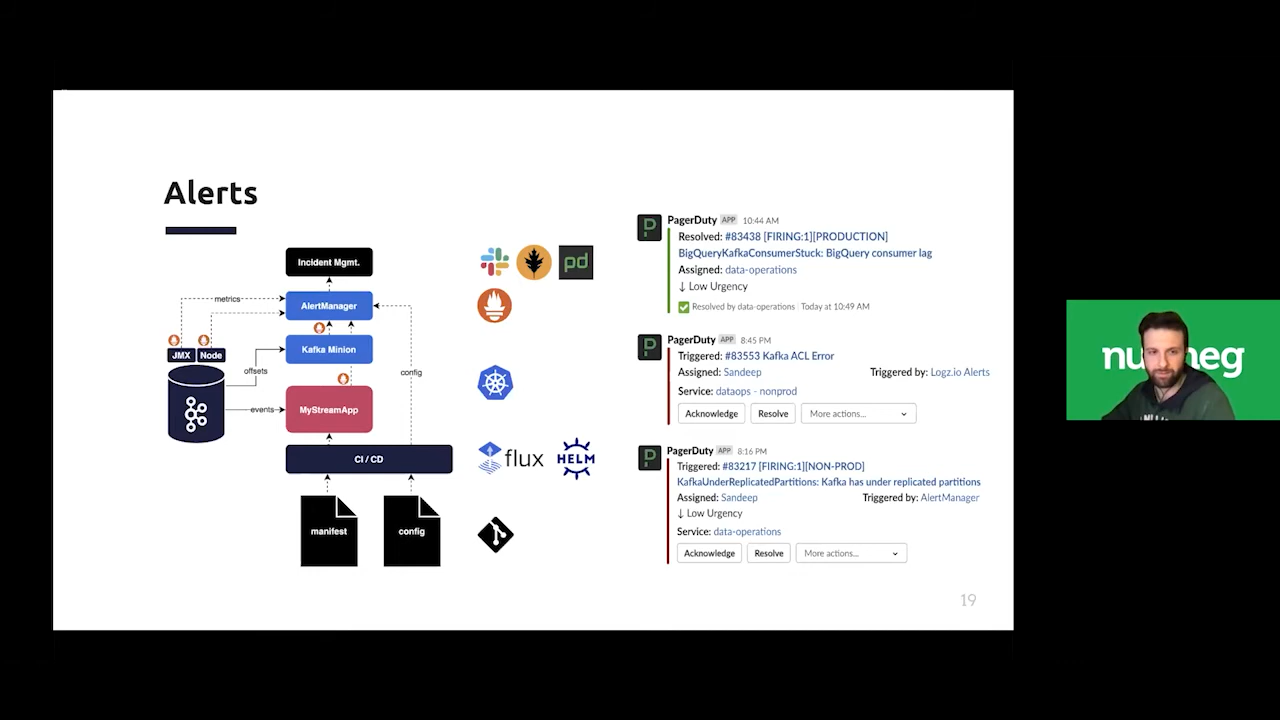 Alerts
Incident Mgmt.
AlertManager
metrics
Kafka Minion
JMX
Node
offsets
config
events
MyStreamApp
CI / CD
manifest
config
pd
flux
HELM
PagerDuty APP 10:44 AM
Resolved: #83438 [FIRING:1][PRODUCTION]
BigQueryKafkaConsumerStuck: BigQuery consumer lag
Assigned: data-operations
↓ Low Urgency
Resolved by data-operations Today at 10:49 AM
PagerDuty APP 8:45 PM
Triggered: #83553 Kafka ACL Error
Assigned: Sandeep Triggered by: Logz.io Alerts
Service: dataops - nonprod
Acknowledge Resolve More actions...
PagerDuty APP 8:16 PM
Triggered: #83217 [FIRING:1][NON-PROD]
KafkaUnderReplicatedPartitions: Kafka has under replicated partitions
Assigned: Sandeep Triggered by: AlertManager
↓ Low Urgency
Service: data-operations
Acknowledge Resolve More actions...
19